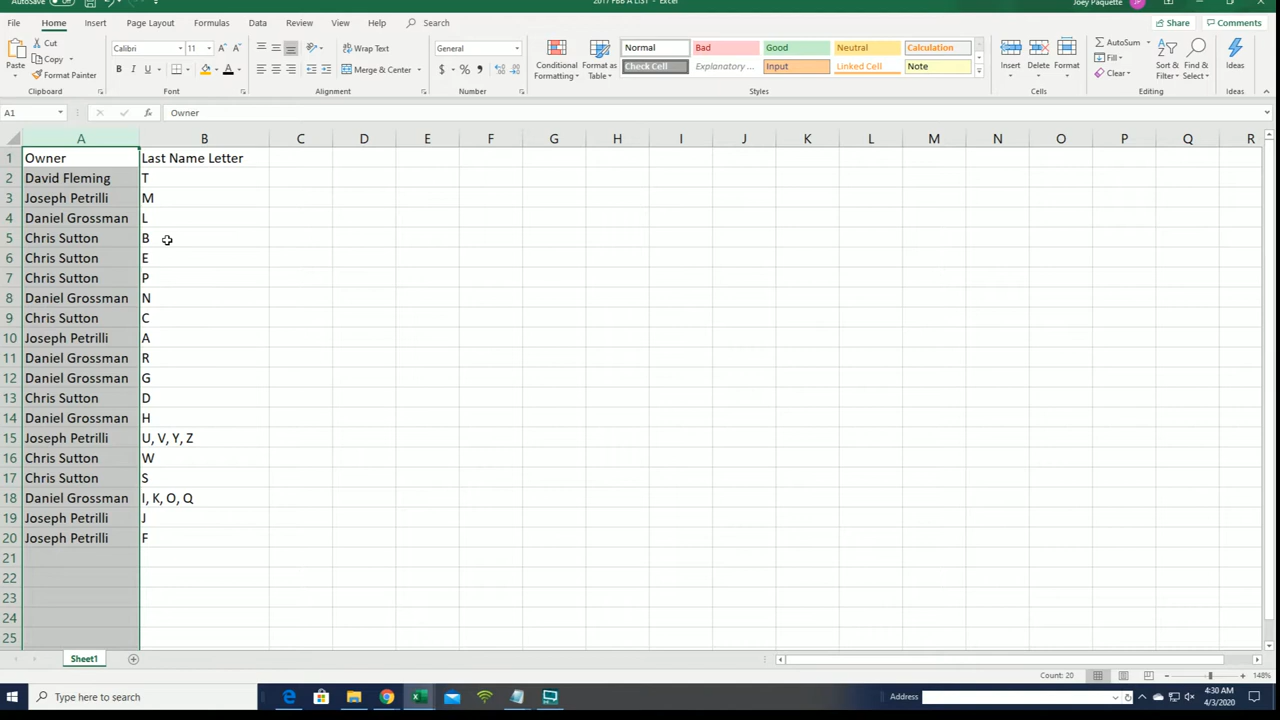 AutoSave Off 2017 FBB A LIST - Excel Joey Paquette JP
File Home Insert Page Layout Formulas Data Review View Help Search Share Comments
Paste Cut Copy Format Painter Clipboard
Calibri 11 B I U A Font
Wrap Text Merge & Center Alignment
General $ % Number
Conditional Formatting Format as Table
Normal Bad Good Neutral Calculation
Check Cell Explanatory ... Input Linked Cell Note
Styles
Insert Delete Format Cells
AutoSum Fill Clear Sort & Filter Find & Select Editing
Ideas Ideas
A1 fx Owner
A B C D E F G H I J K L M N O P Q R
1 Owner Last Name Letter
2 David Fleming T
3 Joseph Petrilli M
4 Daniel Grossman L
5 Chris Sutton B
6 Chris Sutton E
7 Chris Sutton P
8 Daniel Grossman N
9 Chris Sutton C
10 Joseph Petrilli A
11 Daniel Grossman R
12 Daniel Grossman G
13 Chris Sutton D
14 Daniel Grossman H
15 Joseph Petrilli U, V, Y, Z
16 Chris Sutton W
17 Chris Sutton S
18 Daniel Grossman I, K, O, Q
19 Joseph Petrilli J
20 Joseph Petrilli F
21
22
23
24
25
Sheet1
Count: 20 148%
Type here to search Address 4:30 AM
4/3/2020